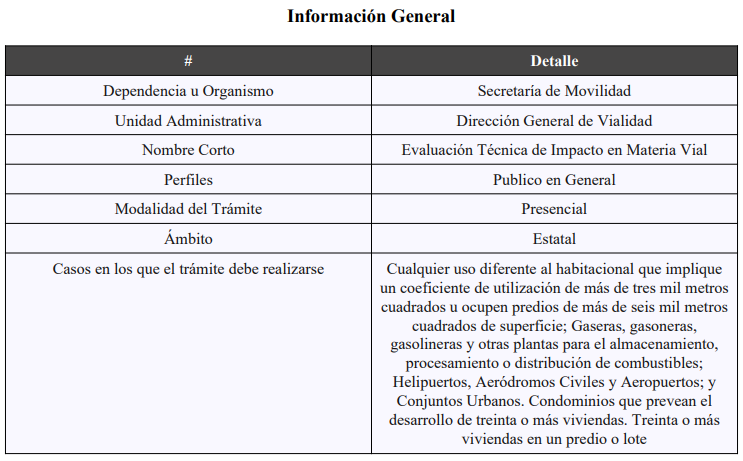 Información General
# Detalle
Dependencia u Organismo Secretaría de Movilidad
Unidad Administrativa Dirección General de Vialidad
Nombre Corto Evaluación Técnica de Impacto en Materia Vial
Perfiles Publico en General
Modalidad del Trámite Presencial
Ámbito Estatal
Casos en los que el trámite debe realizarse Cualquier uso diferente al habitacional que implique
un coeficiente de utilización de más de tres mil metros
cuadrados u ocupen predios de más de seis mil metros
cuadrados de superficie; Gaseras, gasoneras,
gasolineras y otras plantas para el almacenamiento,
procesamiento o distribución de combustibles;
Helipuertos, Aeródromos Civiles y Aeropuertos; y
Conjuntos Urbanos. Condominios que prevean el
desarrollo de treinta o más viviendas. Treinta o más
viviendas en un predio o lote